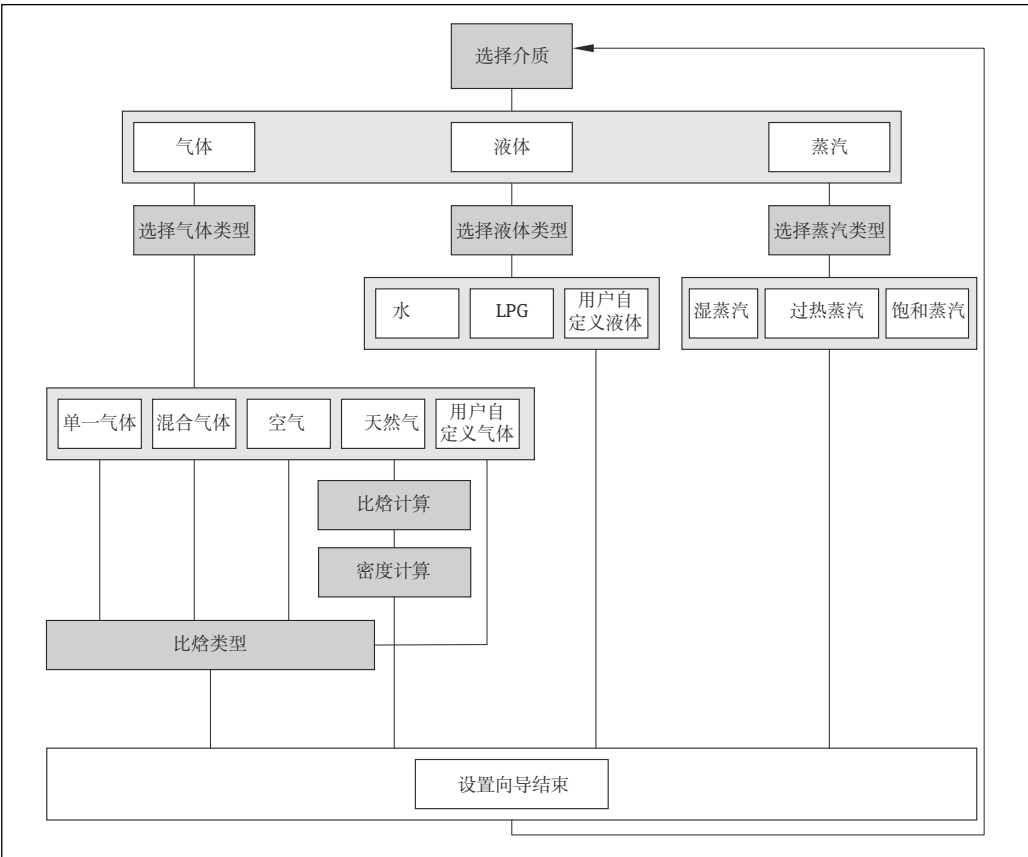 选择介质
气体
液体
蒸汽
选择气体类型
选择液体类型
选择蒸汽类型
水
LPG
用户自
定义液体
湿蒸汽
过热蒸汽
饱和蒸汽
单一气体
混合气体
空气
天然气
用户自
定义气体
比焓计算
密度计算
比焓类型
设置向导结束